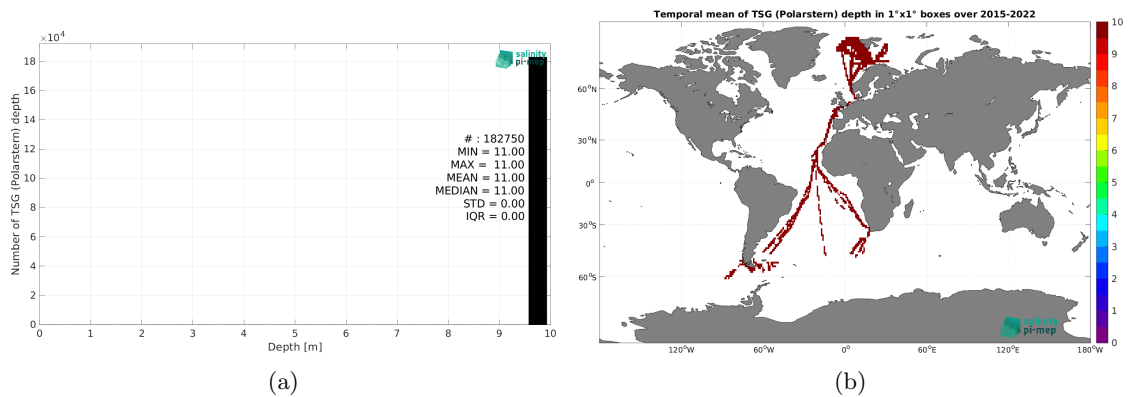 ×10⁴
18
16
14
12
10
8
6
4
2
0
Number of TSG (Polarstern) depth
salinity
pi-mep
# : 182750
MIN = 11.00
MAX = 11.00
MEAN = 11.00
MEDIAN = 11.00
STD = 0.00
IQR = 0.00
0 1 2 3 4 5 6 7 8 9 10
Depth [m]
(a)
Temporal mean of TSG (Polarstern) depth in 1°x1° boxes over 2015-2022
60°N
30°N
0°
30°S
60°S
120°W 60°W 0° 60°E 120°E 180°W
salinity
pi-mep
10
9
8
7
6
5
4
3
2
1
0
(b)